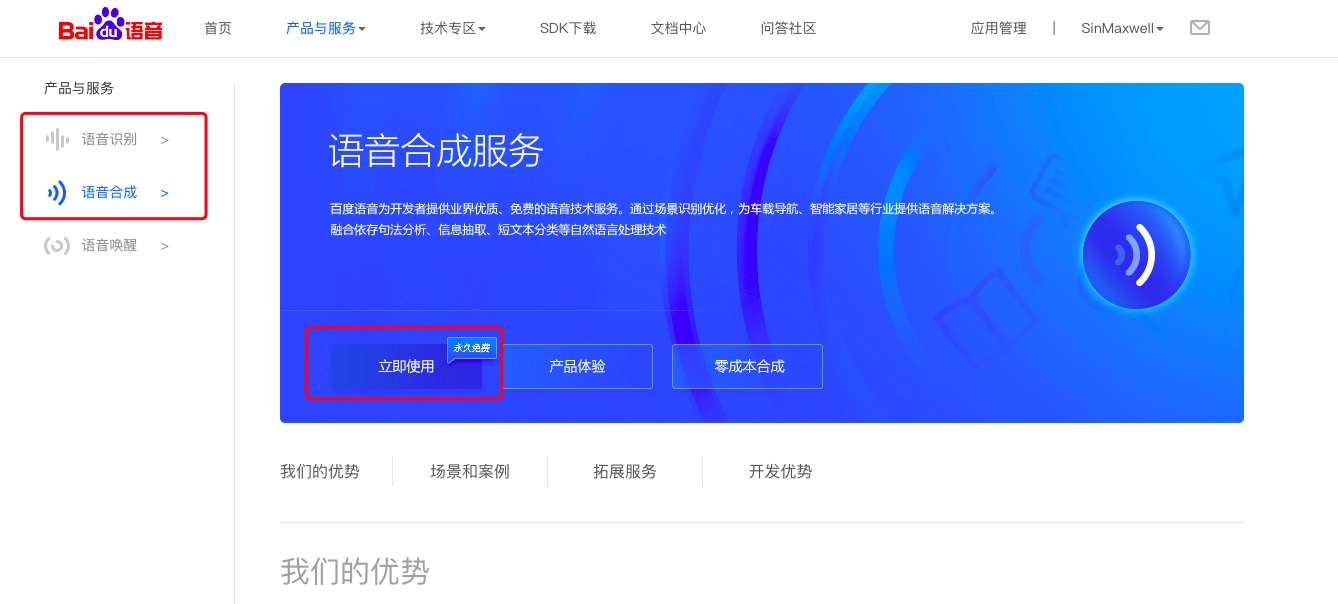 Bai du 语音
首页
产品与服务
技术专区
SDK下载
文档中心
问答社区
应用管理
|
SinMaxwell
产品与服务
语音识别 >
语音合成 >
语音唤醒 >
语音合成服务
百度语音为开发者提供业界优质、免费的语音技术服务。通过场景识别优化，为车载导航、智能家居等行业提供语音解决方案。
融合依存句法分析、信息抽取、短文本分类等自然语言处理技术
永久免费
立即使用
产品体验
零成本合成
我们的优势
场景和案例
拓展服务
开发优势
我们的优势